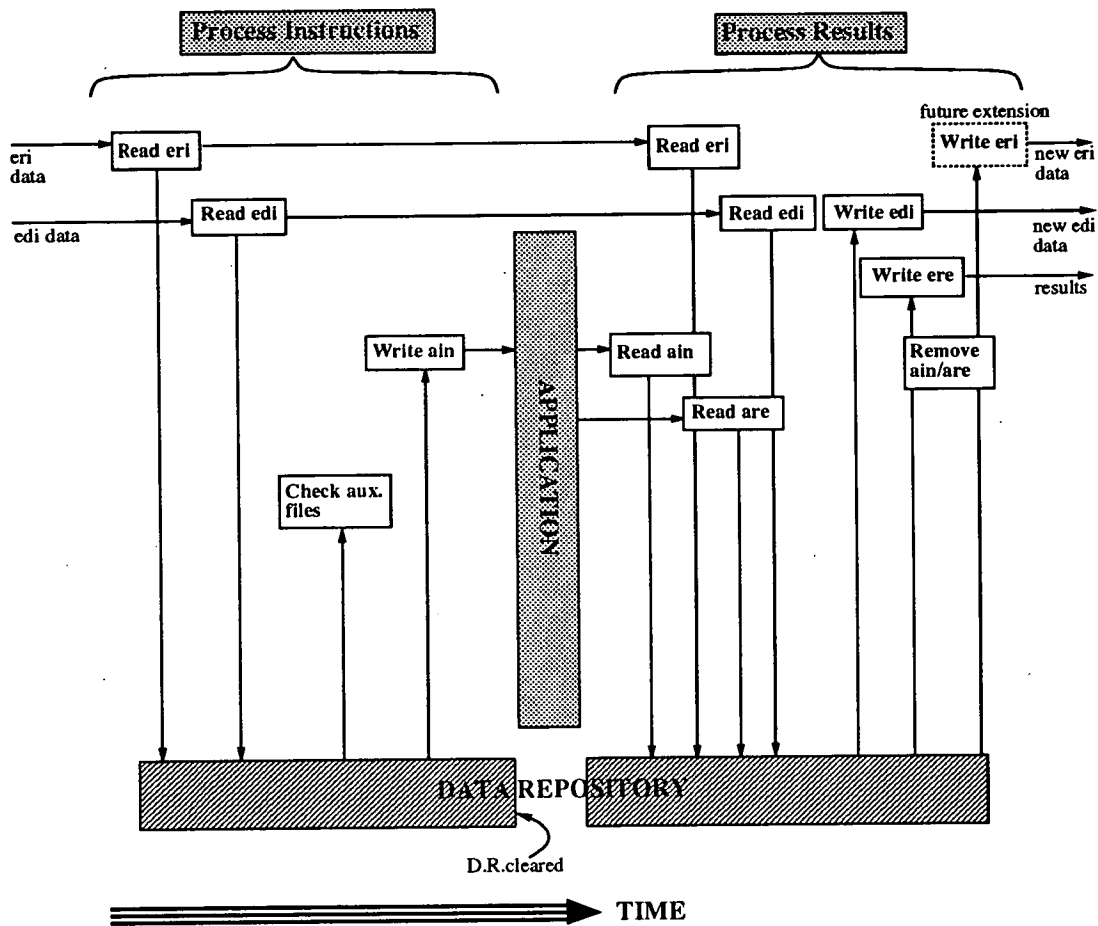 Process Instructions
Process Results
future extension
Read eri
Read eri
Write eri
eri
data
new eri
data
Read edi
Read edi
Write edi
edi data
new edi
data
Write ere
results
Write ain
Read ain
Remove
ain/are
APPLICATION
Read are
Check aux.
files
DATA REPOSITORY
D.R.cleared
TIME